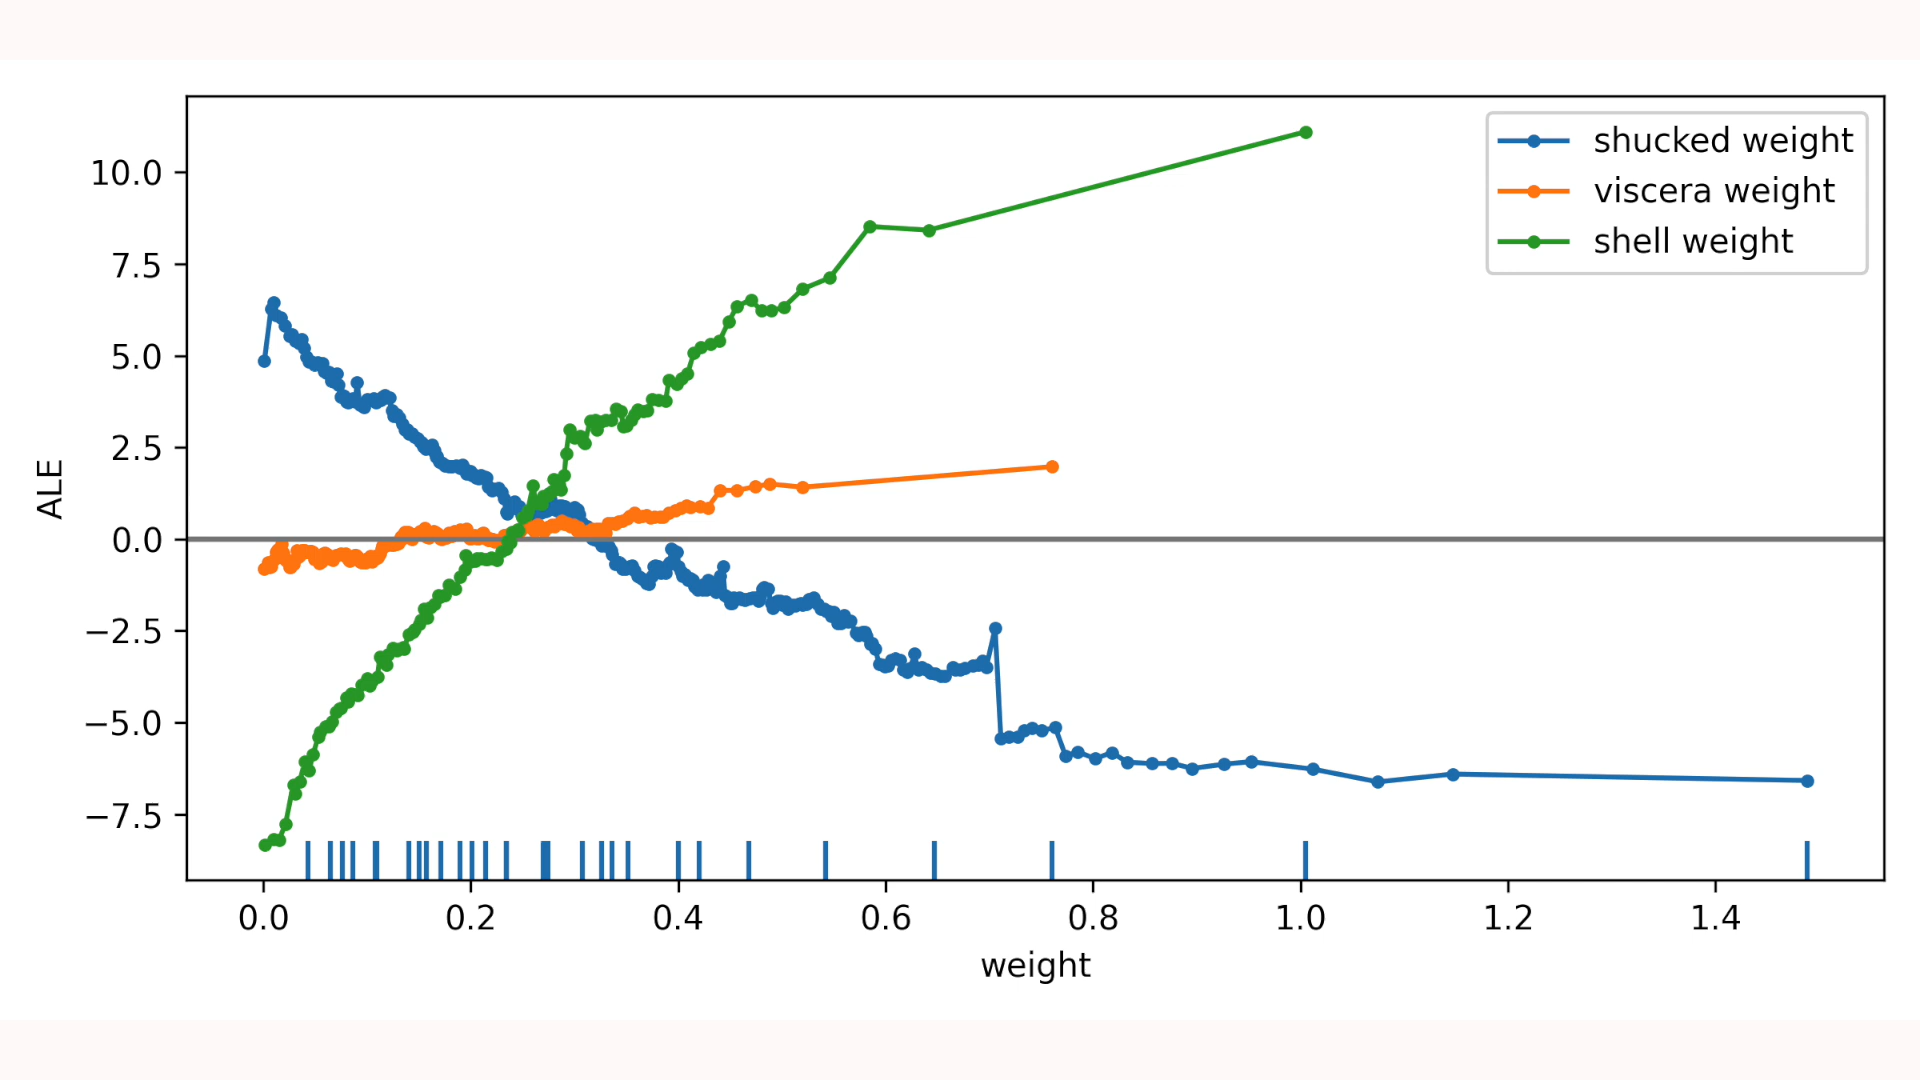 shucked weight
viscera weight
shell weight
10.0
7.5
5.0
2.5
0.0
−2.5
−5.0
−7.5
ALE
0.0 0.2 0.4 0.6 0.8 1.0 1.2 1.4
weight